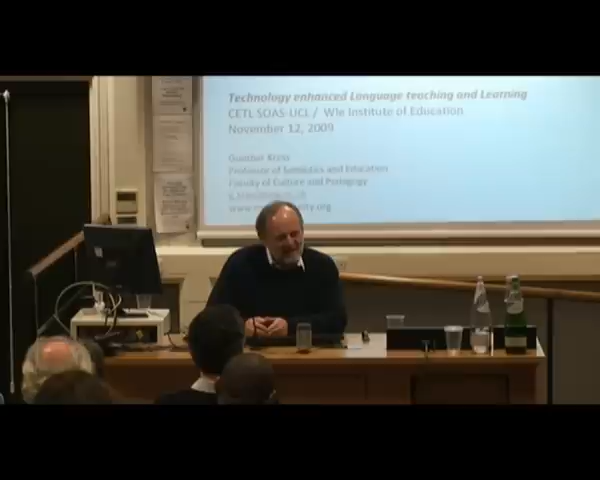 Technology enhanced Language teaching and Learning
CETL SOAS-UCL / Wle Institute of Education
November 12, 2009
Gunther Kress
Professor of Semiotics and Education
Faculty of Culture and Pedagogy